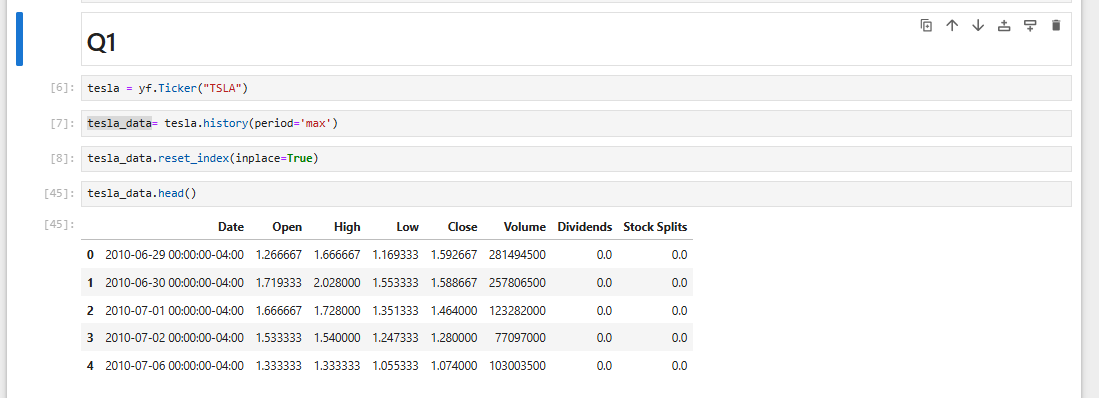 Q1
[6]: tesla = yf.Ticker("TSLA")
[7]: tesla_data= tesla.history(period='max')
[8]: tesla_data.reset_index(inplace=True)
[45]: tesla_data.head()
[45]: Date Open High Low Close Volume Dividends Stock Splits
0 2010-06-29 00:00:00-04:00 1.266667 1.666667 1.169333 1.592667 281494500 0.0 0.0
1 2010-06-30 00:00:00-04:00 1.719333 2.028000 1.553333 1.588667 257806500 0.0 0.0
2 2010-07-01 00:00:00-04:00 1.666667 1.728000 1.351333 1.464000 123282000 0.0 0.0
3 2010-07-02 00:00:00-04:00 1.533333 1.540000 1.247333 1.280000 77097000 0.0 0.0
4 2010-07-06 00:00:00-04:00 1.333333 1.333333 1.055333 1.074000 103003500 0.0 0.0